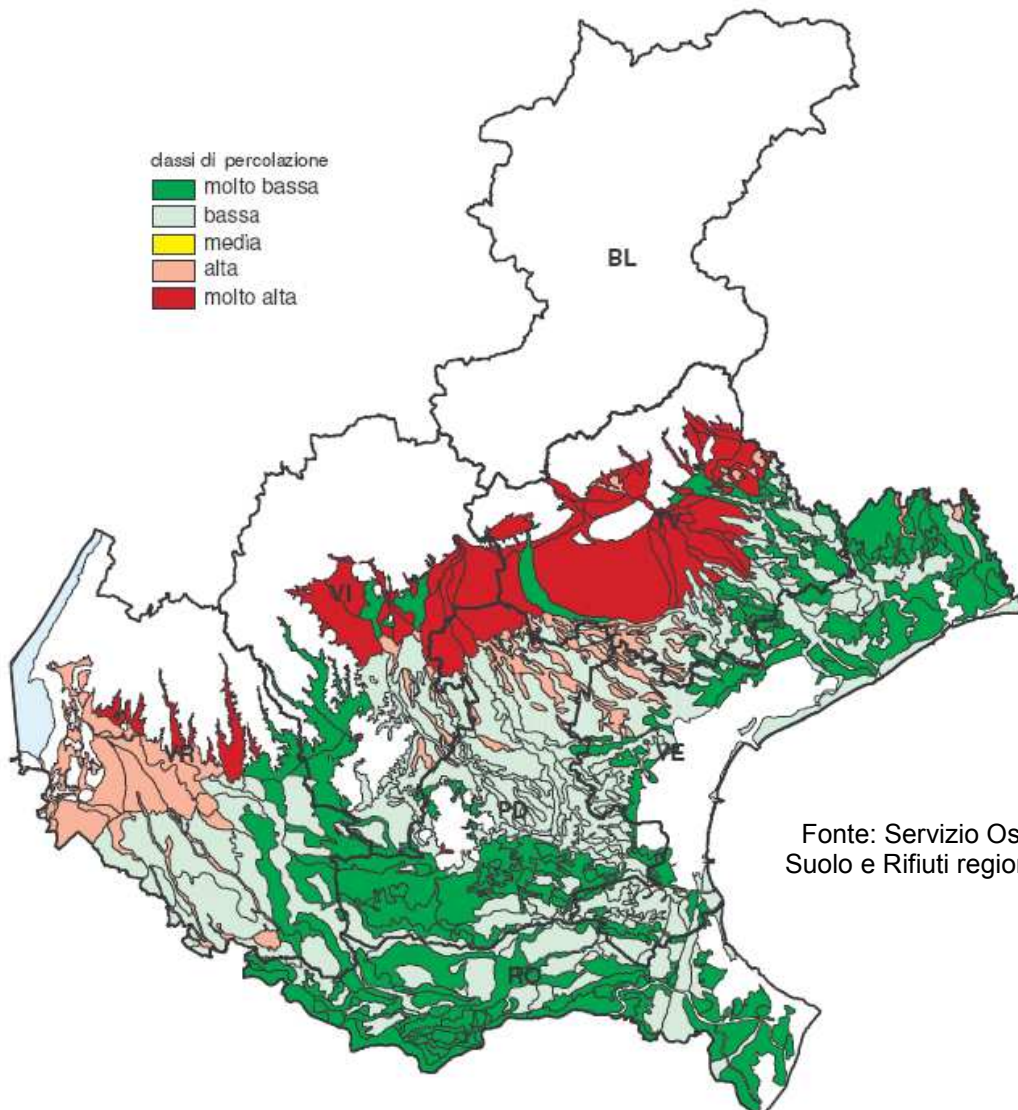 classi di percolazione
molto bassa
bassa
media
alta
molto alta
BL
TV
VI
VR
VE
PD
Fonte: Servizio Os
Suolo e Rifiuti region
RO